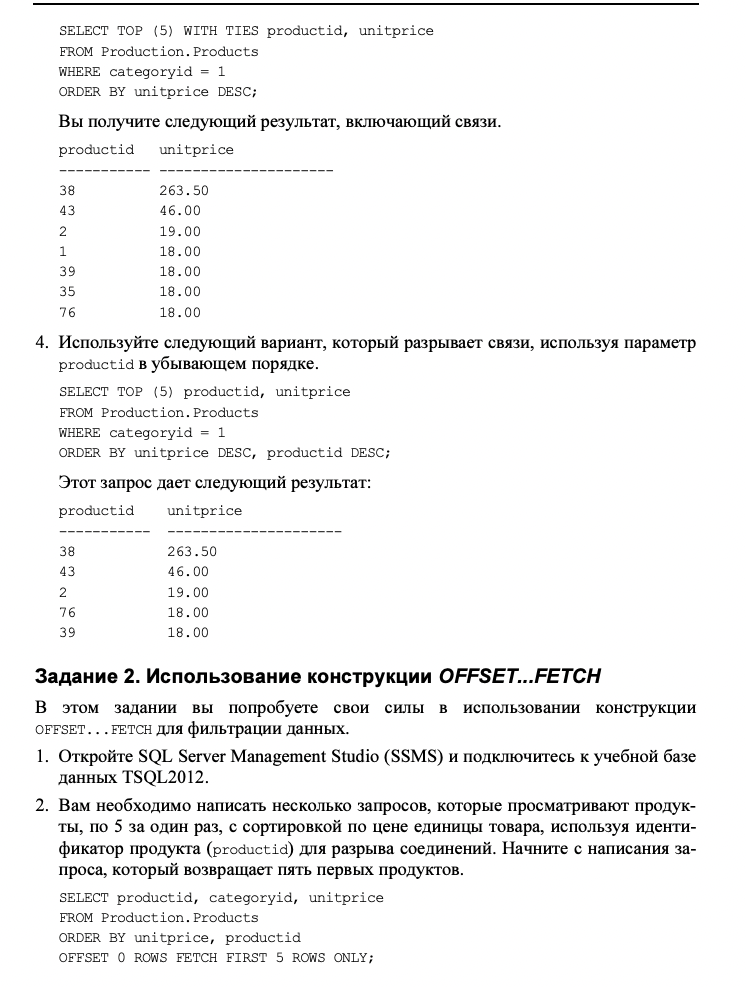 SELECT TOP (5) WITH TIES productid, unitprice
FROM Production.Products
WHERE categoryid = 1
ORDER BY unitprice DESC;
Вы получите следующий результат, включающий связи.
productid unitprice
----------- ---------------------
38 263.50
43 46.00
2 19.00
1 18.00
39 18.00
35 18.00
76 18.00
4. Используйте следующий вариант, который разрывает связи, используя параметр
productid в убывающем порядке.
SELECT TOP (5) productid, unitprice
FROM Production.Products
WHERE categoryid = 1
ORDER BY unitprice DESC, productid DESC;
Этот запрос дает следующий результат:
productid unitprice
----------- ---------------------
38 263.50
43 46.00
2 19.00
76 18.00
39 18.00
Задание 2. Использование конструкции OFFSET...FETCH
В этом задании вы попробуете свои силы в использовании конструкции
OFFSET...FETCH для фильтрации данных.
1. Откройте SQL Server Management Studio (SSMS) и подключитесь к учебной базе
данных TSQL2012.
2. Вам необходимо написать несколько запросов, которые просматривают продук-
ты, по 5 за один раз, с сортировкой по цене единицы товара, используя иденти-
фикатор продукта (productid) для разрыва соединений. Начните с написания за-
проса, который возвращает пять первых продуктов.
SELECT productid, categoryid, unitprice
FROM Production.Products
ORDER BY unitprice, productid
OFFSET 0 ROWS FETCH FIRST 5 ROWS ONLY;